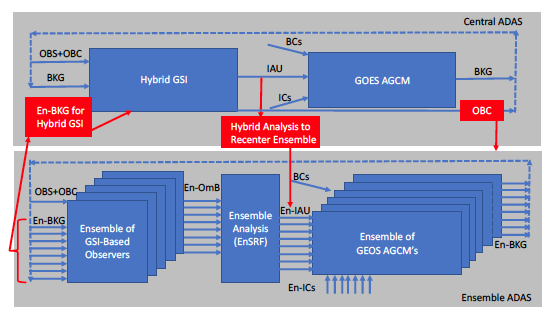 Central ADAS
OBS+OBC
BKG
Hybrid GSI
BCs
IAU
ICs
GOES AGCM
BKG
En-BKG for
Hybrid GSI
Hybrid Analysis to
Recenter Ensemble
OBC
OBS+OBC
En-BKG
Ensemble of
GSI-Based
Observers
En-OmB
Ensemble
Analysis
(EnSRF)
BCs
En-IAU
Ensemble of
GEOS AGCM's
En-ICs
En-BKG
Ensemble ADAS